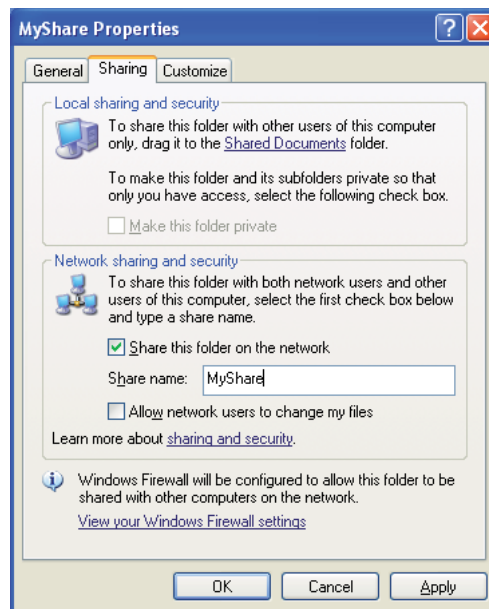 MyShare Properties
General Sharing Customize
Local sharing and security
To share this folder with other users of this computer
only, drag it to the Shared Documents folder.
To make this folder and its subfolders private so that
only you have access, select the following check box.
Make this folder private
Network sharing and security
To share this folder with both network users and other
users of this computer, select the first check box below
and type a share name.
Share this folder on the network
Share name: MyShare
Allow network users to change my files
Learn more about sharing and security.
Windows Firewall will be configured to allow this folder to be
shared with other computers on the network.
View your Windows Firewall settings
OK Cancel Apply